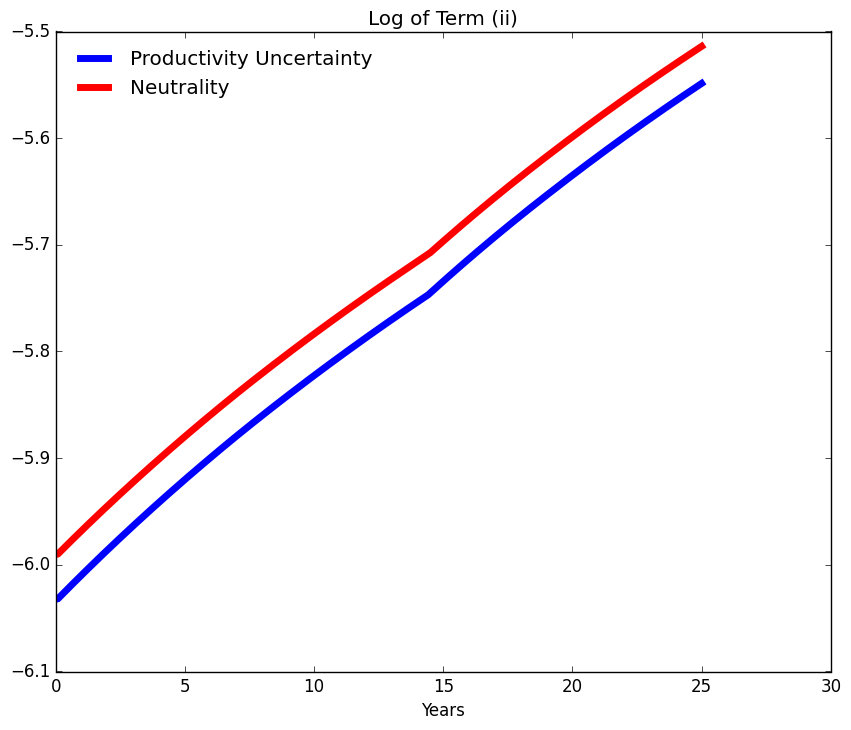 Log of Term (ii)
Productivity Uncertainty
Neutrality
−5.5
−5.6
−5.7
−5.8
−5.9
−6.0
−6.1
0 5 10 15 20 25 30
Years